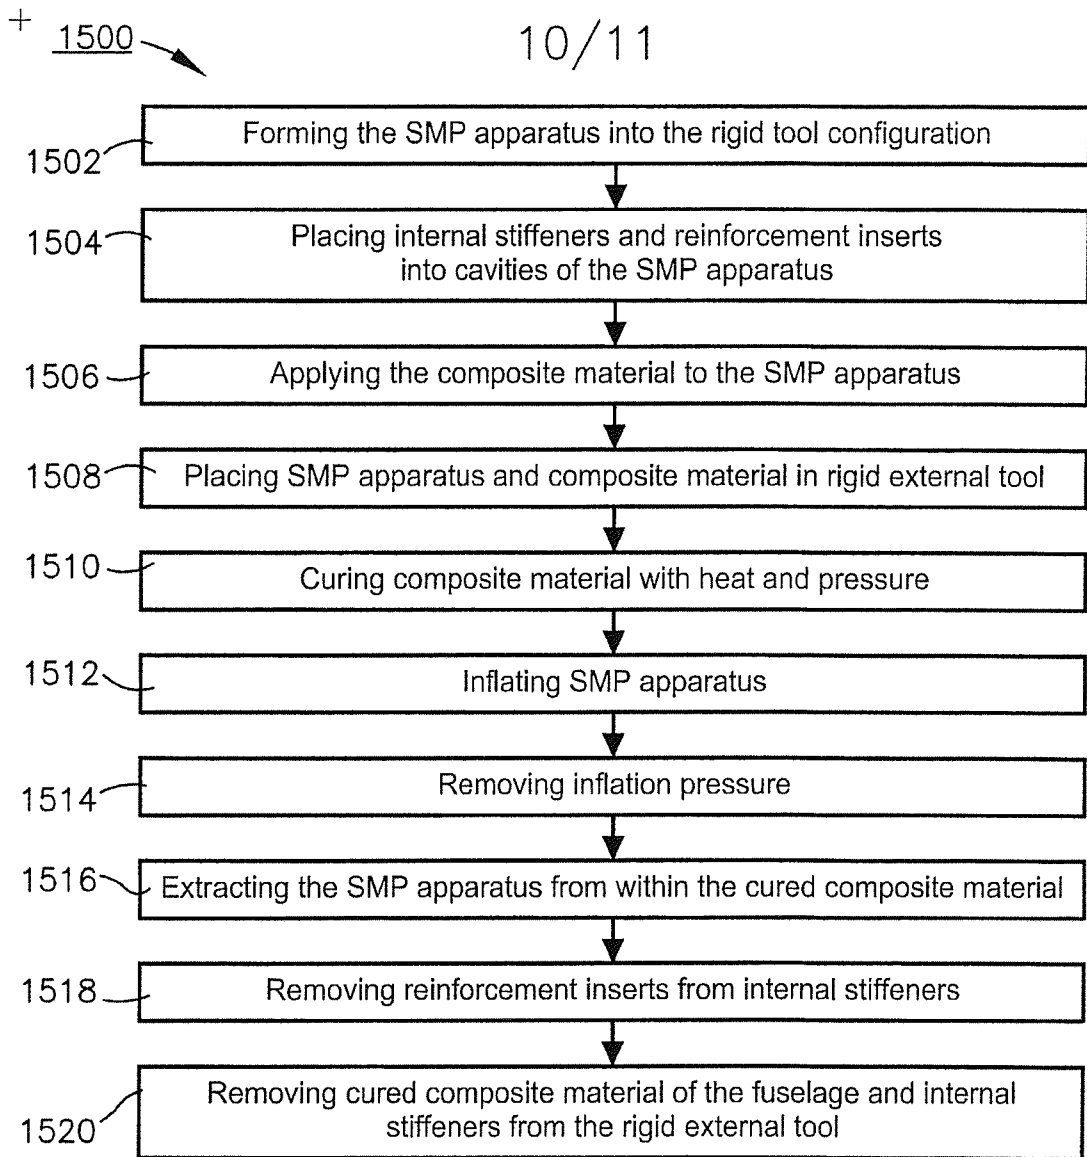 +
1500
10/11
1502
Forming the SMP apparatus into the rigid tool configuration
1504
Placing internal stiffeners and reinforcement inserts
into cavities of the SMP apparatus
1506
Applying the composite material to the SMP apparatus
1508
Placing SMP apparatus and composite material in rigid external tool
1510
Curing composite material with heat and pressure
1512
Inflating SMP apparatus
1514
Removing inflation pressure
1516
Extracting the SMP apparatus from within the cured composite material
1518
Removing reinforcement inserts from internal stiffeners
1520
Removing cured composite material of the fuselage and internal
stiffeners from the rigid external tool